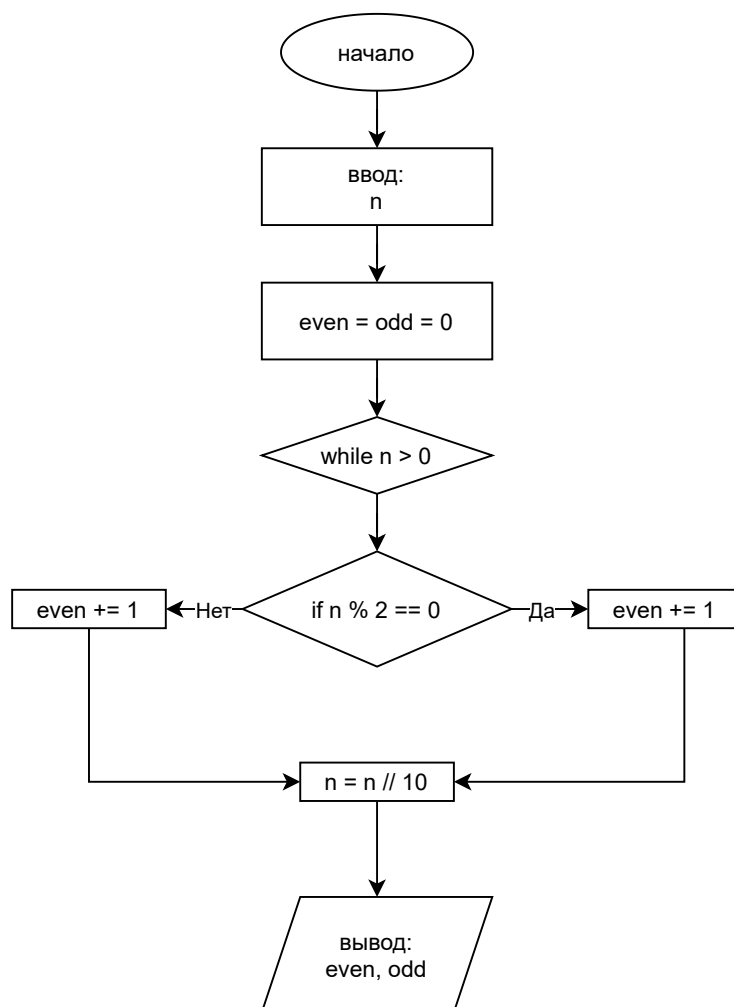 начало
ввод:
n
even = odd = 0
while n > 0
if n % 2 == 0
Нет
Да
even += 1
even += 1
n = n // 10
вывод:
even, odd